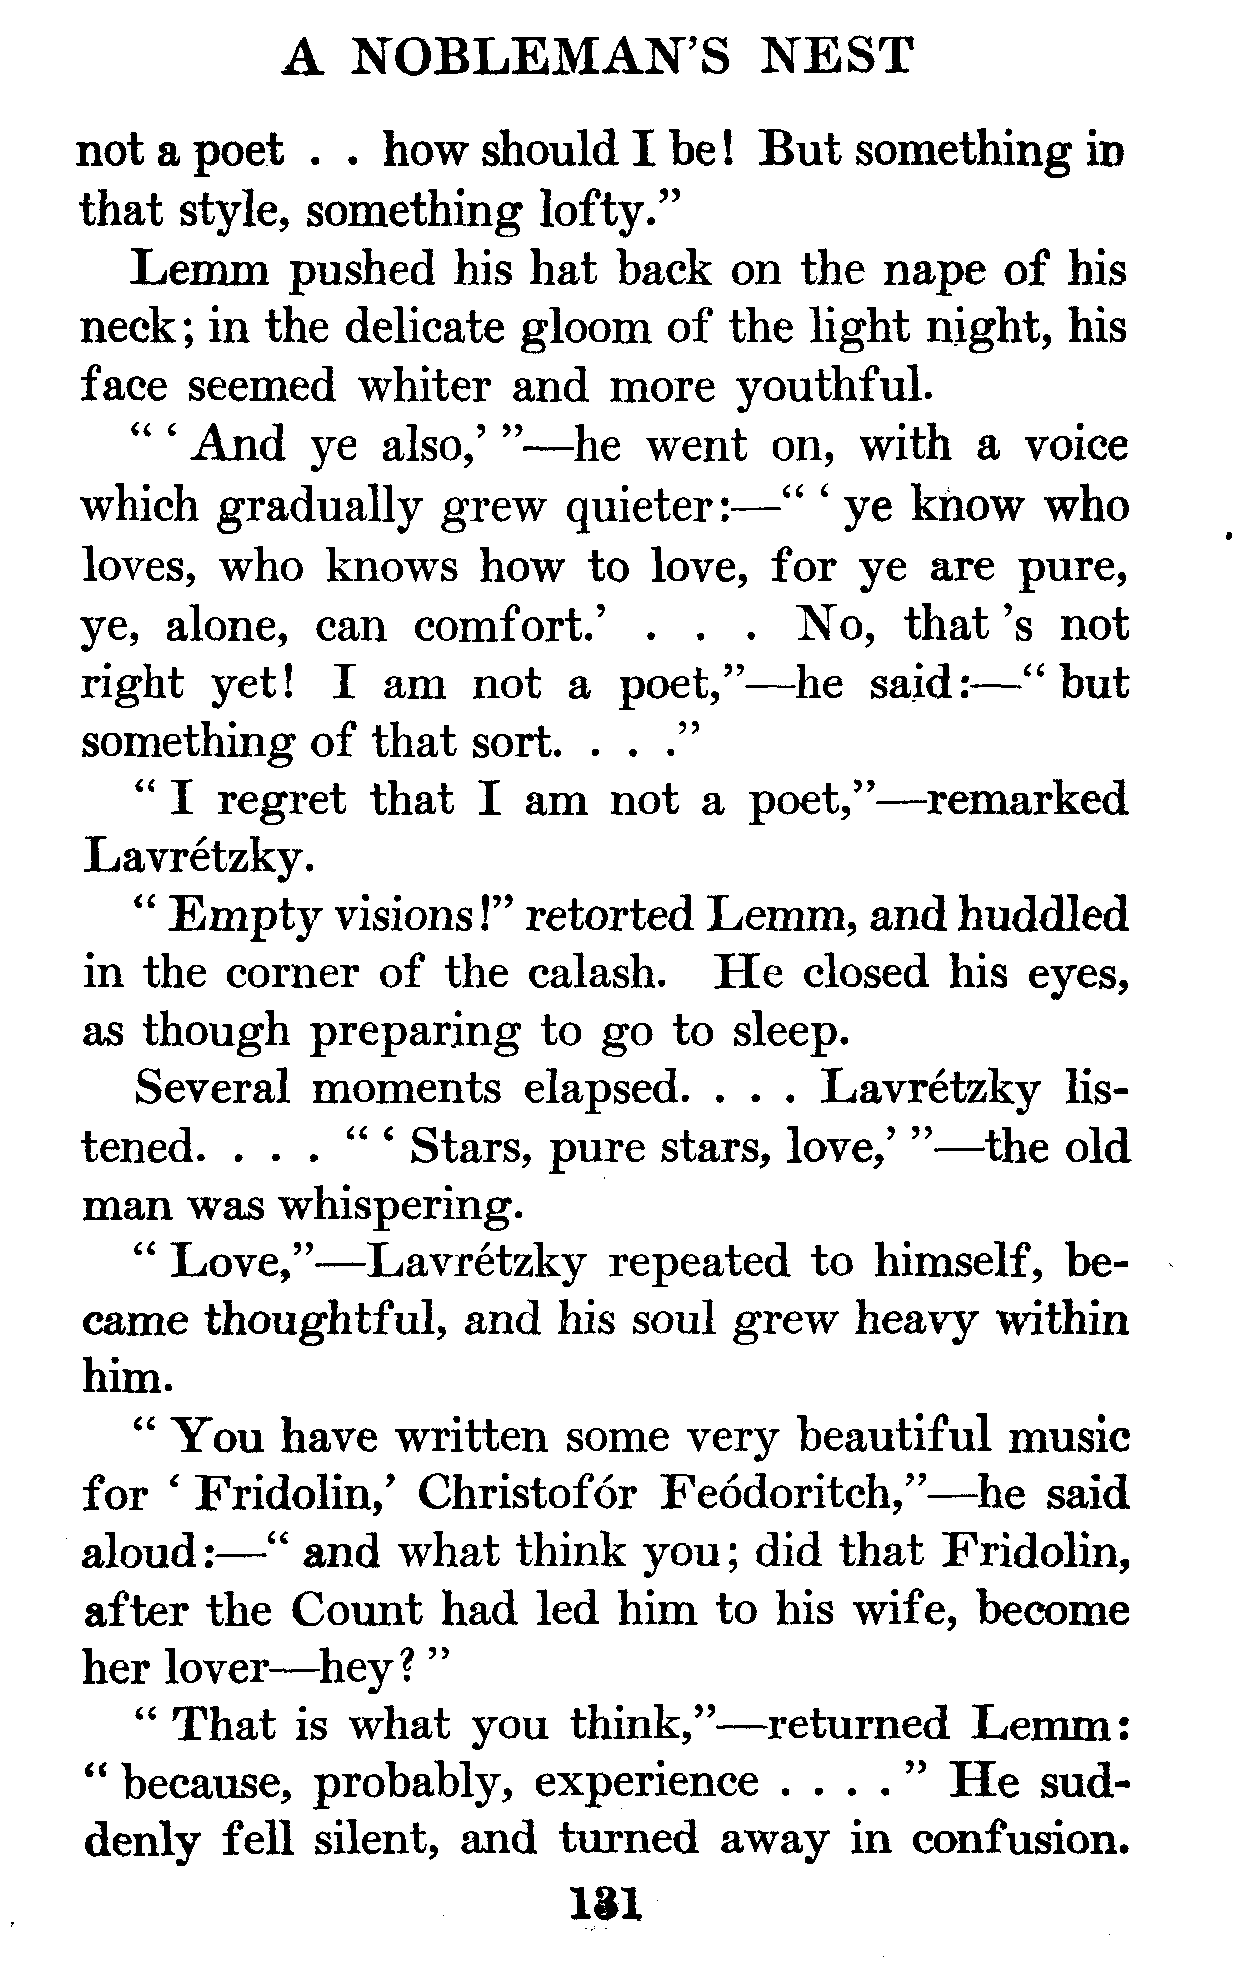 A NOBLEMAN'S NEST
not a poet . . how should I be! But something in
that style, something lofty."
Lemm pushed his hat back on the nape of his
neck; in the delicate gloom of the light night, his
face seemed whiter and more youthful.
"'And ye also,'"—he went on, with a voice
which gradually grew quieter:—"'ye know who
loves, who knows how to love, for ye are pure,
ye, alone, can comfort.' . . . No, that's not
right yet! I am not a poet,"—he said:—"but
something of that sort. . . ."
"I regret that I am not a poet,"—remarked
Lavrétzky.
"Empty visions!" retorted Lemm, and huddled
in the corner of the calash. He closed his eyes,
as though preparing to go to sleep.
Several moments elapsed. . . . Lavrétzky lis-
tened. . . . "'Stars, pure stars, love,'"—the old
man was whispering.
"Love,"—Lavrétzky repeated to himself, be-
came thoughtful, and his soul grew heavy within
him.
"You have written some very beautiful music
for 'Fridolin,' Christofór Feódoritch,"—he said
aloud:—"and what think you; did that Fridolin,
after the Count had led him to his wife, become
her lover—hey?"
"That is what you think,"—returned Lemm:
"because, probably, experience . . . ." He sud-
denly fell silent, and turned away in confusion.
131